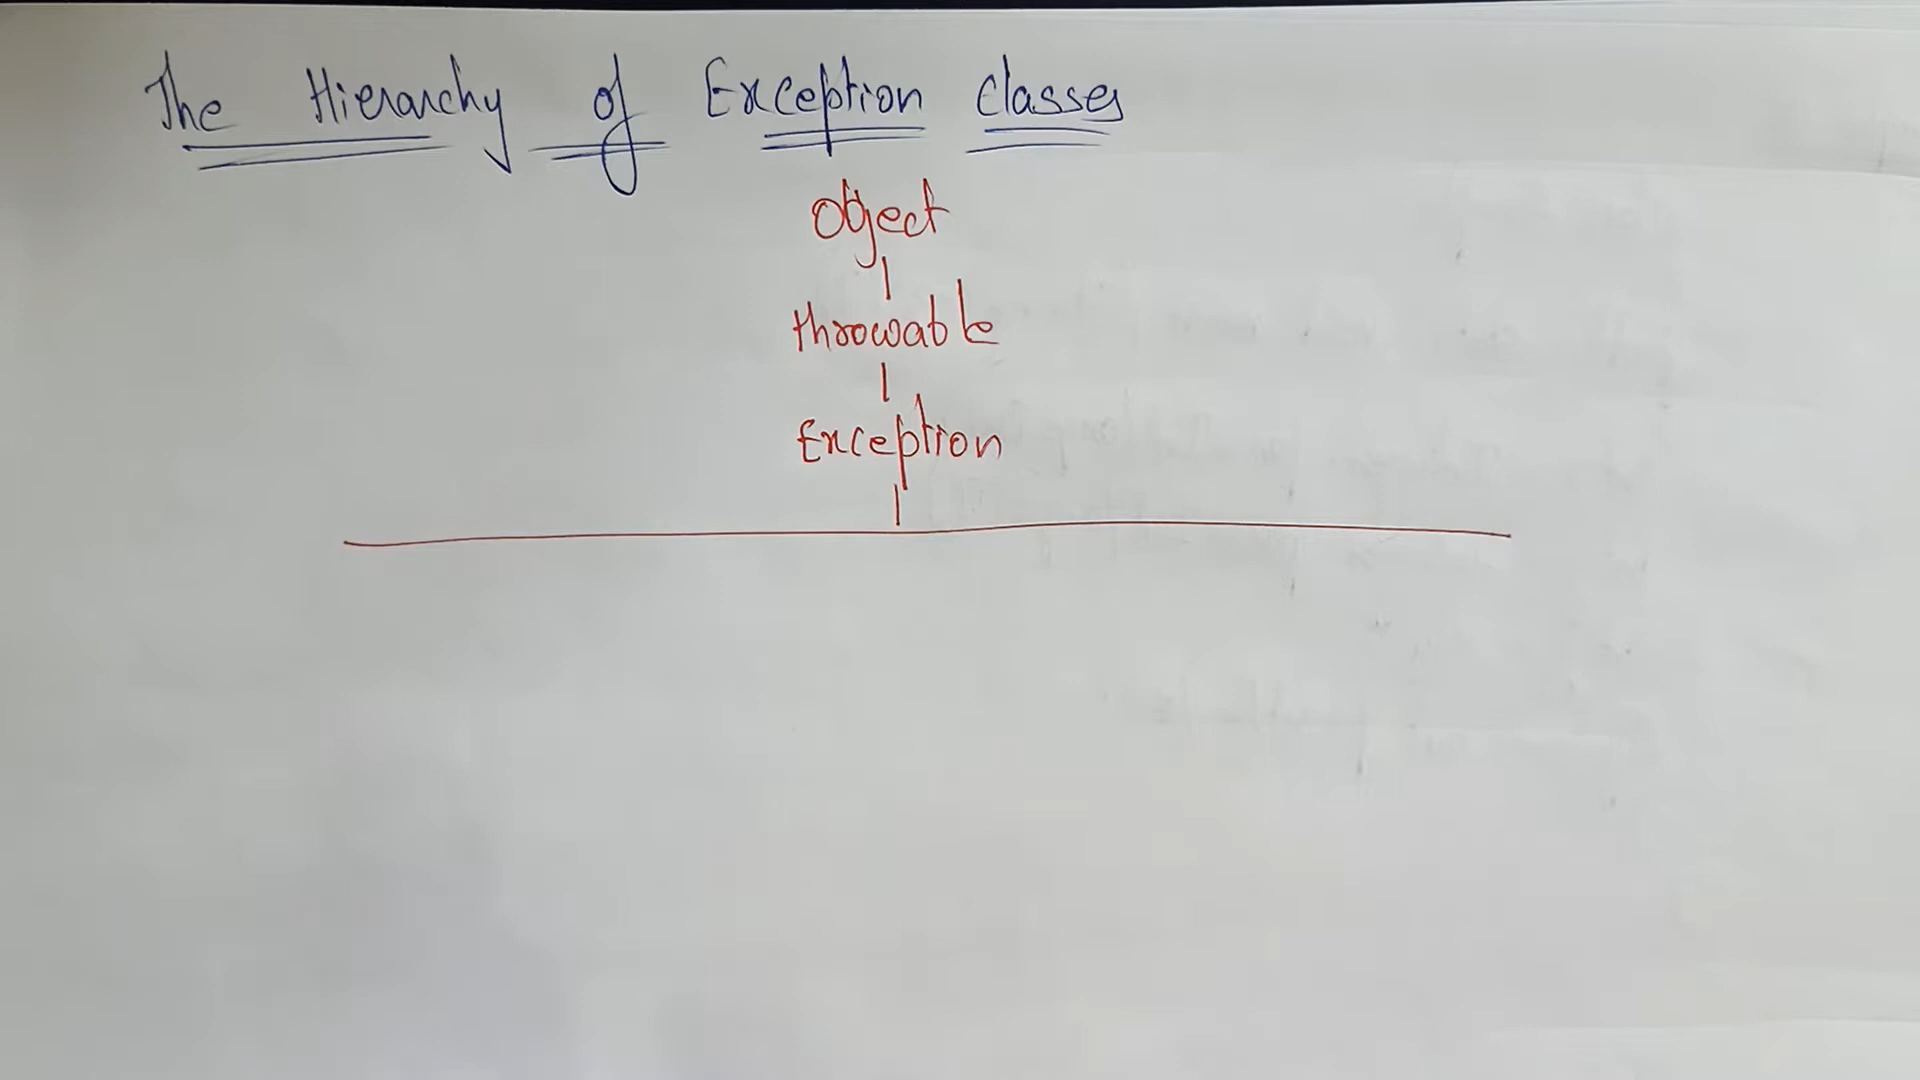 The Hierarchy of Exception classes
Object
throwable
Exception